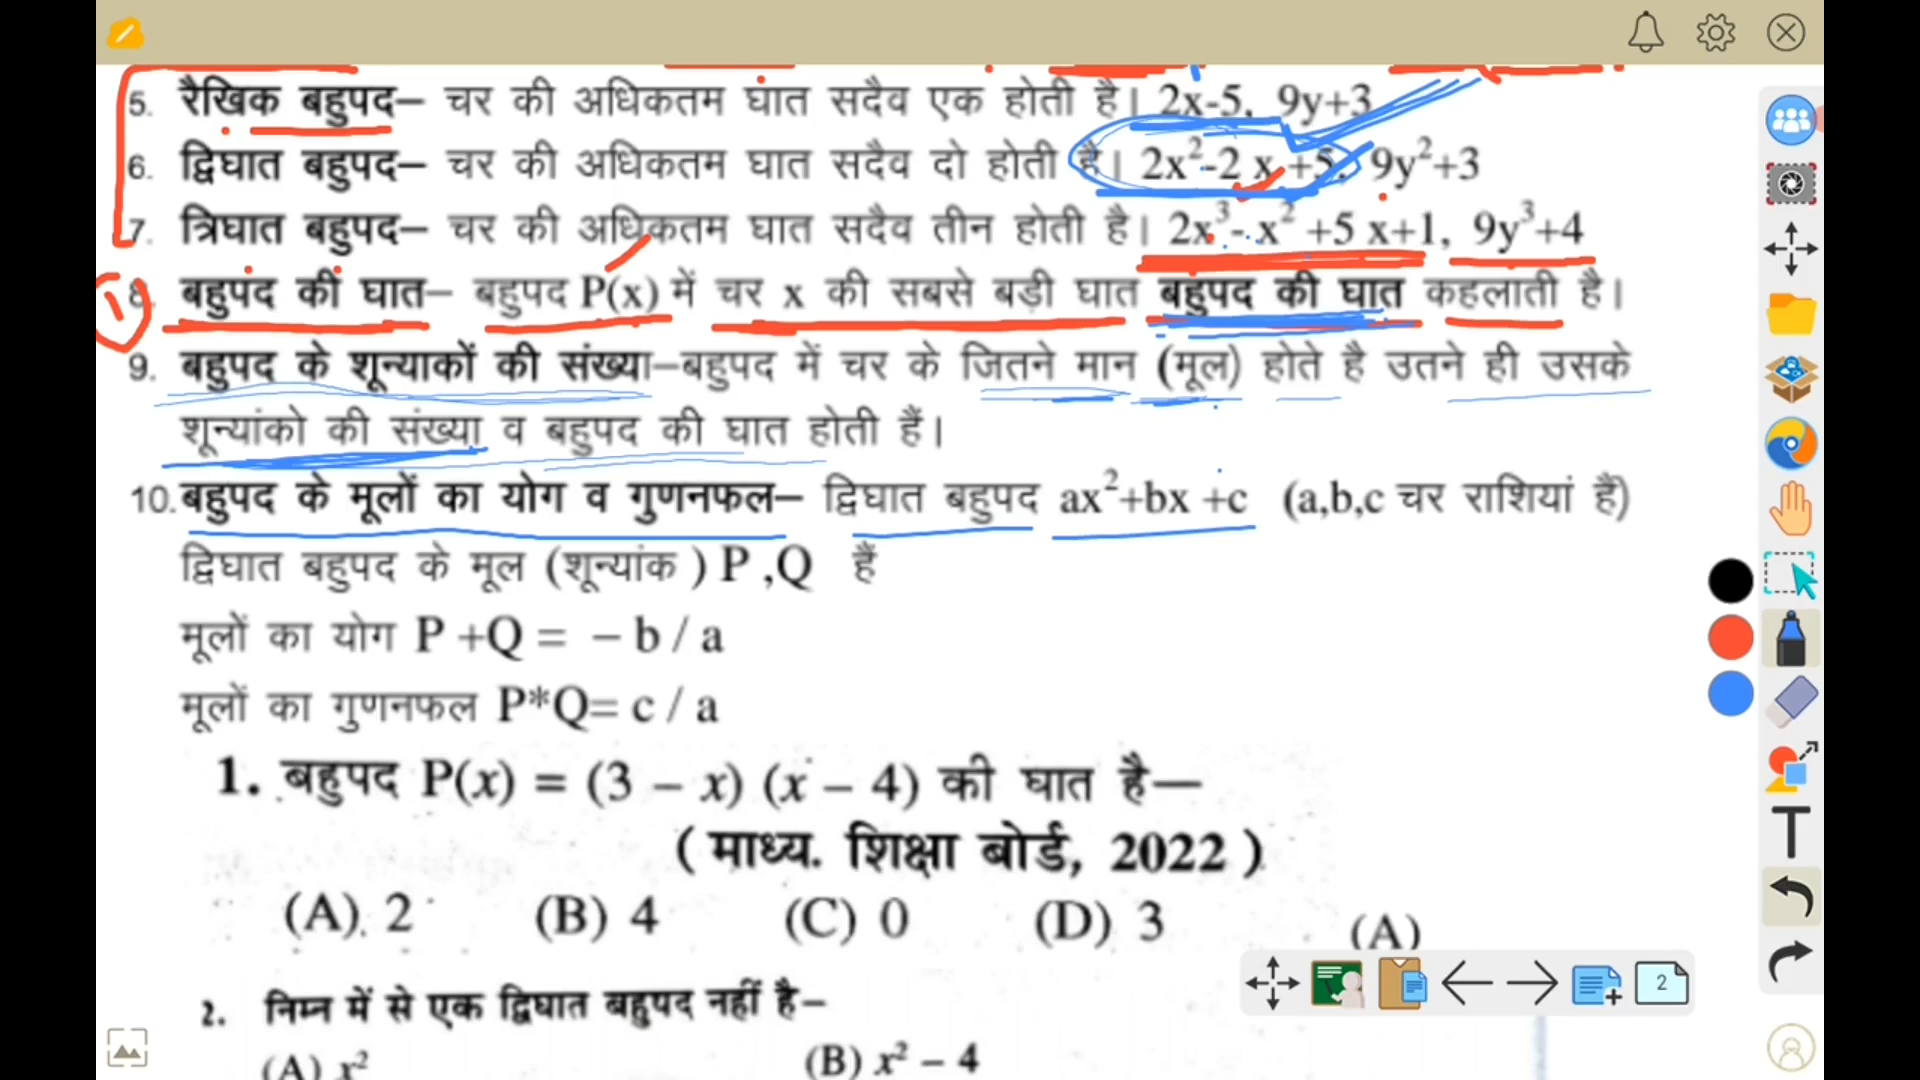 5. रैखिक बहुपद– चर की अधिकतम घात सदैव एक होती है। 2x-5, 9y+3
6. द्विघात बहुपद– चर की अधिकतम घात सदैव दो होती है। 2x²-2 x +5, 9y²+3
7. त्रिघात बहुपद– चर की अधिकतम घात सदैव तीन होती है। 2x³- x² +5 x+1, 9y³+4
8. बहुपद की घात– बहुपद P(x) में चर x की सबसे बड़ी घात बहुपद की घात कहलाती है।
9. बहुपद के शून्याकों की संख्या–बहुपद में चर के जितने मान (मूल) होते है उतने ही उसके
शून्यांको की संख्या व बहुपद की घात होती हैं।
10.बहुपद के मूलों का योग व गुणनफल– द्विघात बहुपद ax²+bx +c (a,b,c चर राशियां है)
द्विघात बहुपद के मूल (शून्यांक ) P ,Q हैं
मूलों का योग P +Q = – b / a
मूलों का गुणनफल P*Q= c / a
1. बहुपद P(x) = (3 – x) (x – 4) की घात है—
( माध्य. शिक्षा बोर्ड, 2022 )
(A) 2 (B) 4 (C) 0 (D) 3 (A)
2. निम्न में से एक द्विघात बहुपद नहीं है–
(A) x² (B) x² – 4
T
2